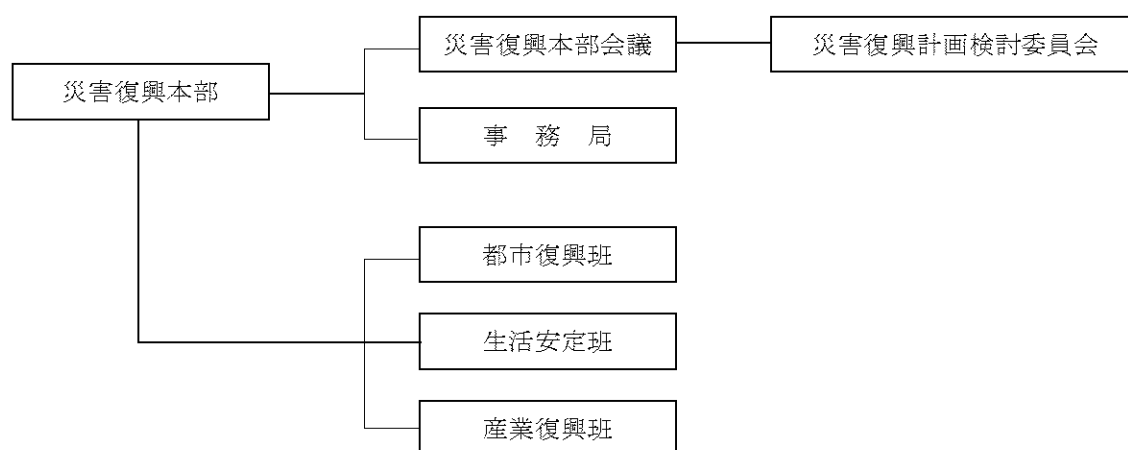 災害復興本部会議
災害復興計画検討委員会
災害復興本部
事　務　局
都市復興班
生活安定班
産業復興班